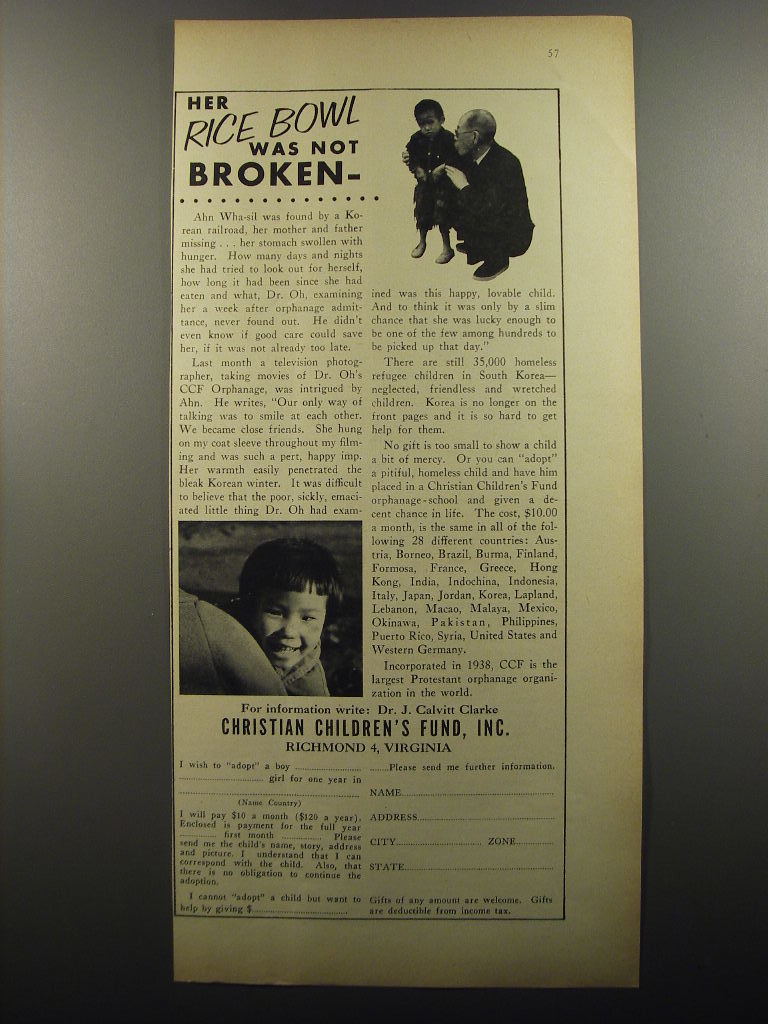 57
HER
RICE BOWL
WAS NOT
BROKEN-
Ahn Wha-sil was found by a Ko-
rean railroad, her mother and father
missing . . . her stomach swollen with
hunger. How many days and nights
she had tried to look out for herself,
how long it had been since she had
eaten and what, Dr. Oh, examining
her a week after orphanage admit-
tance, never found out. He didn't
even know if good care could save
her, if it was not already too late.
Last month a television photog-
rapher, taking movies of Dr. Oh's
CCF Orphanage, was intrigued by
Ahn. He writes, "Our only way of
talking was to smile at each other.
We became close friends. She hung
on my coat sleeve throughout my film-
ing and was such a pert, happy imp.
Her warmth easily penetrated the
bleak Korean winter. It was difficult
to believe that the poor, sickly, emaci-
ated little thing Dr. Oh had exam-
ined was this happy, lovable child.
And to think it was only by a slim
chance that she was lucky enough to
be one of the few among hundreds to
be picked up that day."
There are still 35,000 homeless
refugee children in South Korea—
neglected, friendless and wretched
children. Korea is no longer on the
front pages and it is so hard to get
help for them.
No gift is too small to show a child
a bit of mercy. Or you can "adopt"
a pitiful, homeless child and have him
placed in a Christian Children's Fund
orphanage-school and given a de-
cent chance in life. The cost, $10.00
a month, is the same in all of the fol-
lowing 28 different countries: Aus-
tria, Borneo, Brazil, Burma, Finland,
Formosa, France, Greece, Hong
Kong, India, Indochina, Indonesia,
Italy, Japan, Jordan, Korea, Lapland,
Lebanon, Macao, Malaya, Mexico,
Okinawa, Pakistan, Philippines,
Puerto Rico, Syria, United States and
Western Germany.
Incorporated in 1938, CCF is the
largest Protestant orphanage organi-
zation in the world.
For information write: Dr. J. Calvitt Clarke
CHRISTIAN CHILDREN'S FUND, INC.
RICHMOND 4, VIRGINIA
I wish to "adopt" a boy ........................
.............................. girl for one year in
..............................................................
(Name Country)
I will pay $10 a month ($120 a year).
Enclosed is payment for the full year
............. first month ............... Please
send me the child's name, story, address
and picture. I understand that I can
correspond with the child. Also, that
there is no obligation to continue the
adoption.
I cannot "adopt" a child but want to
help by giving $..................................
.......Please send me further information.
NAME.......................................................
ADDRESS..................................................
CITY............................... ZONE.............
STATE......................................................
Gifts of any amount are welcome. Gifts
are deductible from income tax.